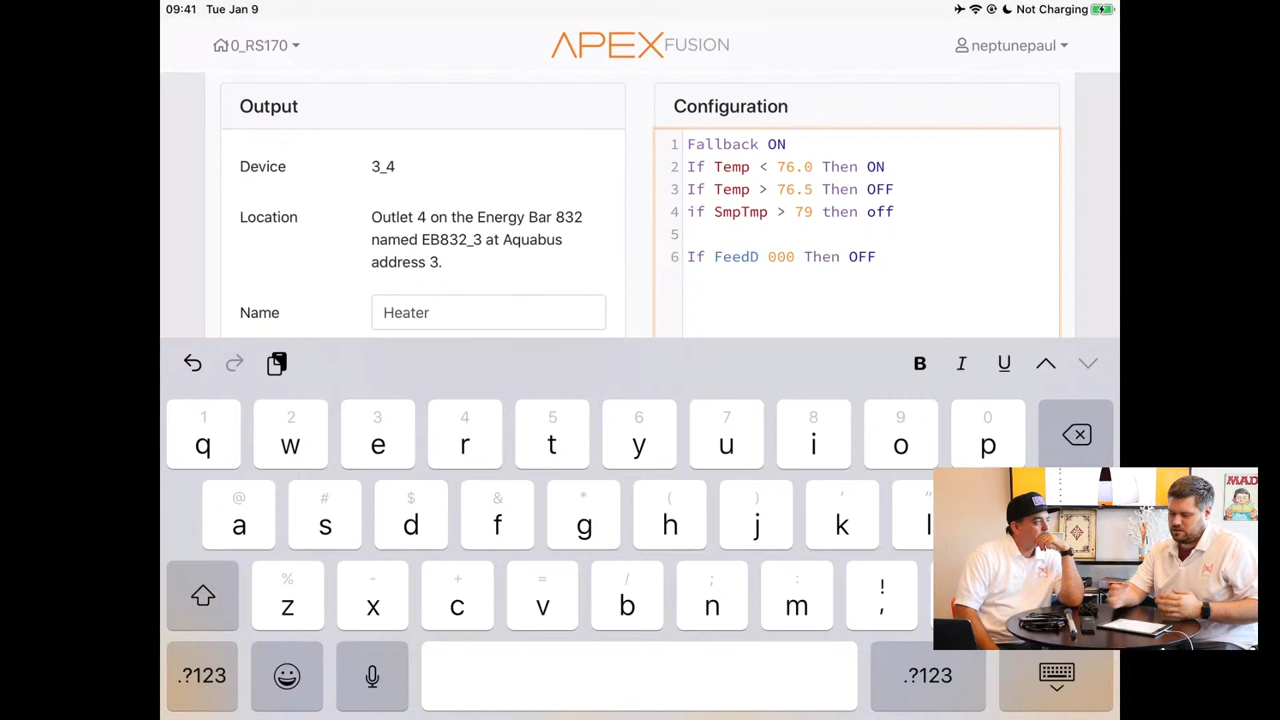 09:41 Tue Jan 9
Not Charging
0_RS170
APEX FUSION
neptunepaul
Output
Device
3_4
Location
Outlet 4 on the Energy Bar 832
named EB832_3 at Aquabus
address 3.
Name
Heater
Configuration
1 Fallback ON
2 If Temp < 76.0 Then ON
3 If Temp > 76.5 Then OFF
4 if SmpTmp > 79 then off
5
6 If FeedD 000 Then OFF
B I U
1 2 3 4 5 6 7 8 9 0
q w e r t y u i o p
@ # $ & * ( ) ' "
a s d f g h j k l
% - + = / ; : !
z x c v b n m ,
.?123
.?123
MAD